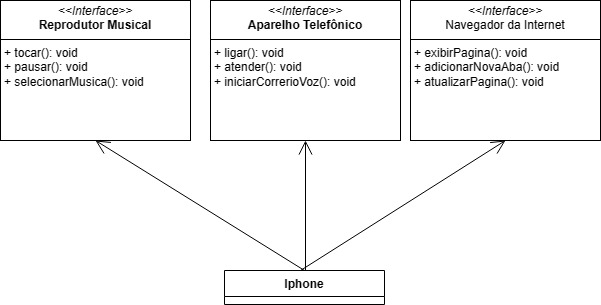 <<Interface>>
Reprodutor Musical
+ tocar(): void
+ pausar(): void
+ selecionarMusica(): void
<<Interface>>
Aparelho Telefônico
+ ligar(): void
+ atender(): void
+ iniciarCorrerioVoz(): void
<<Interface>>
Navegador da Internet
+ exibirPagina(): void
+ adicionarNovaAba(): void
+ atualizarPagina(): void
Iphone